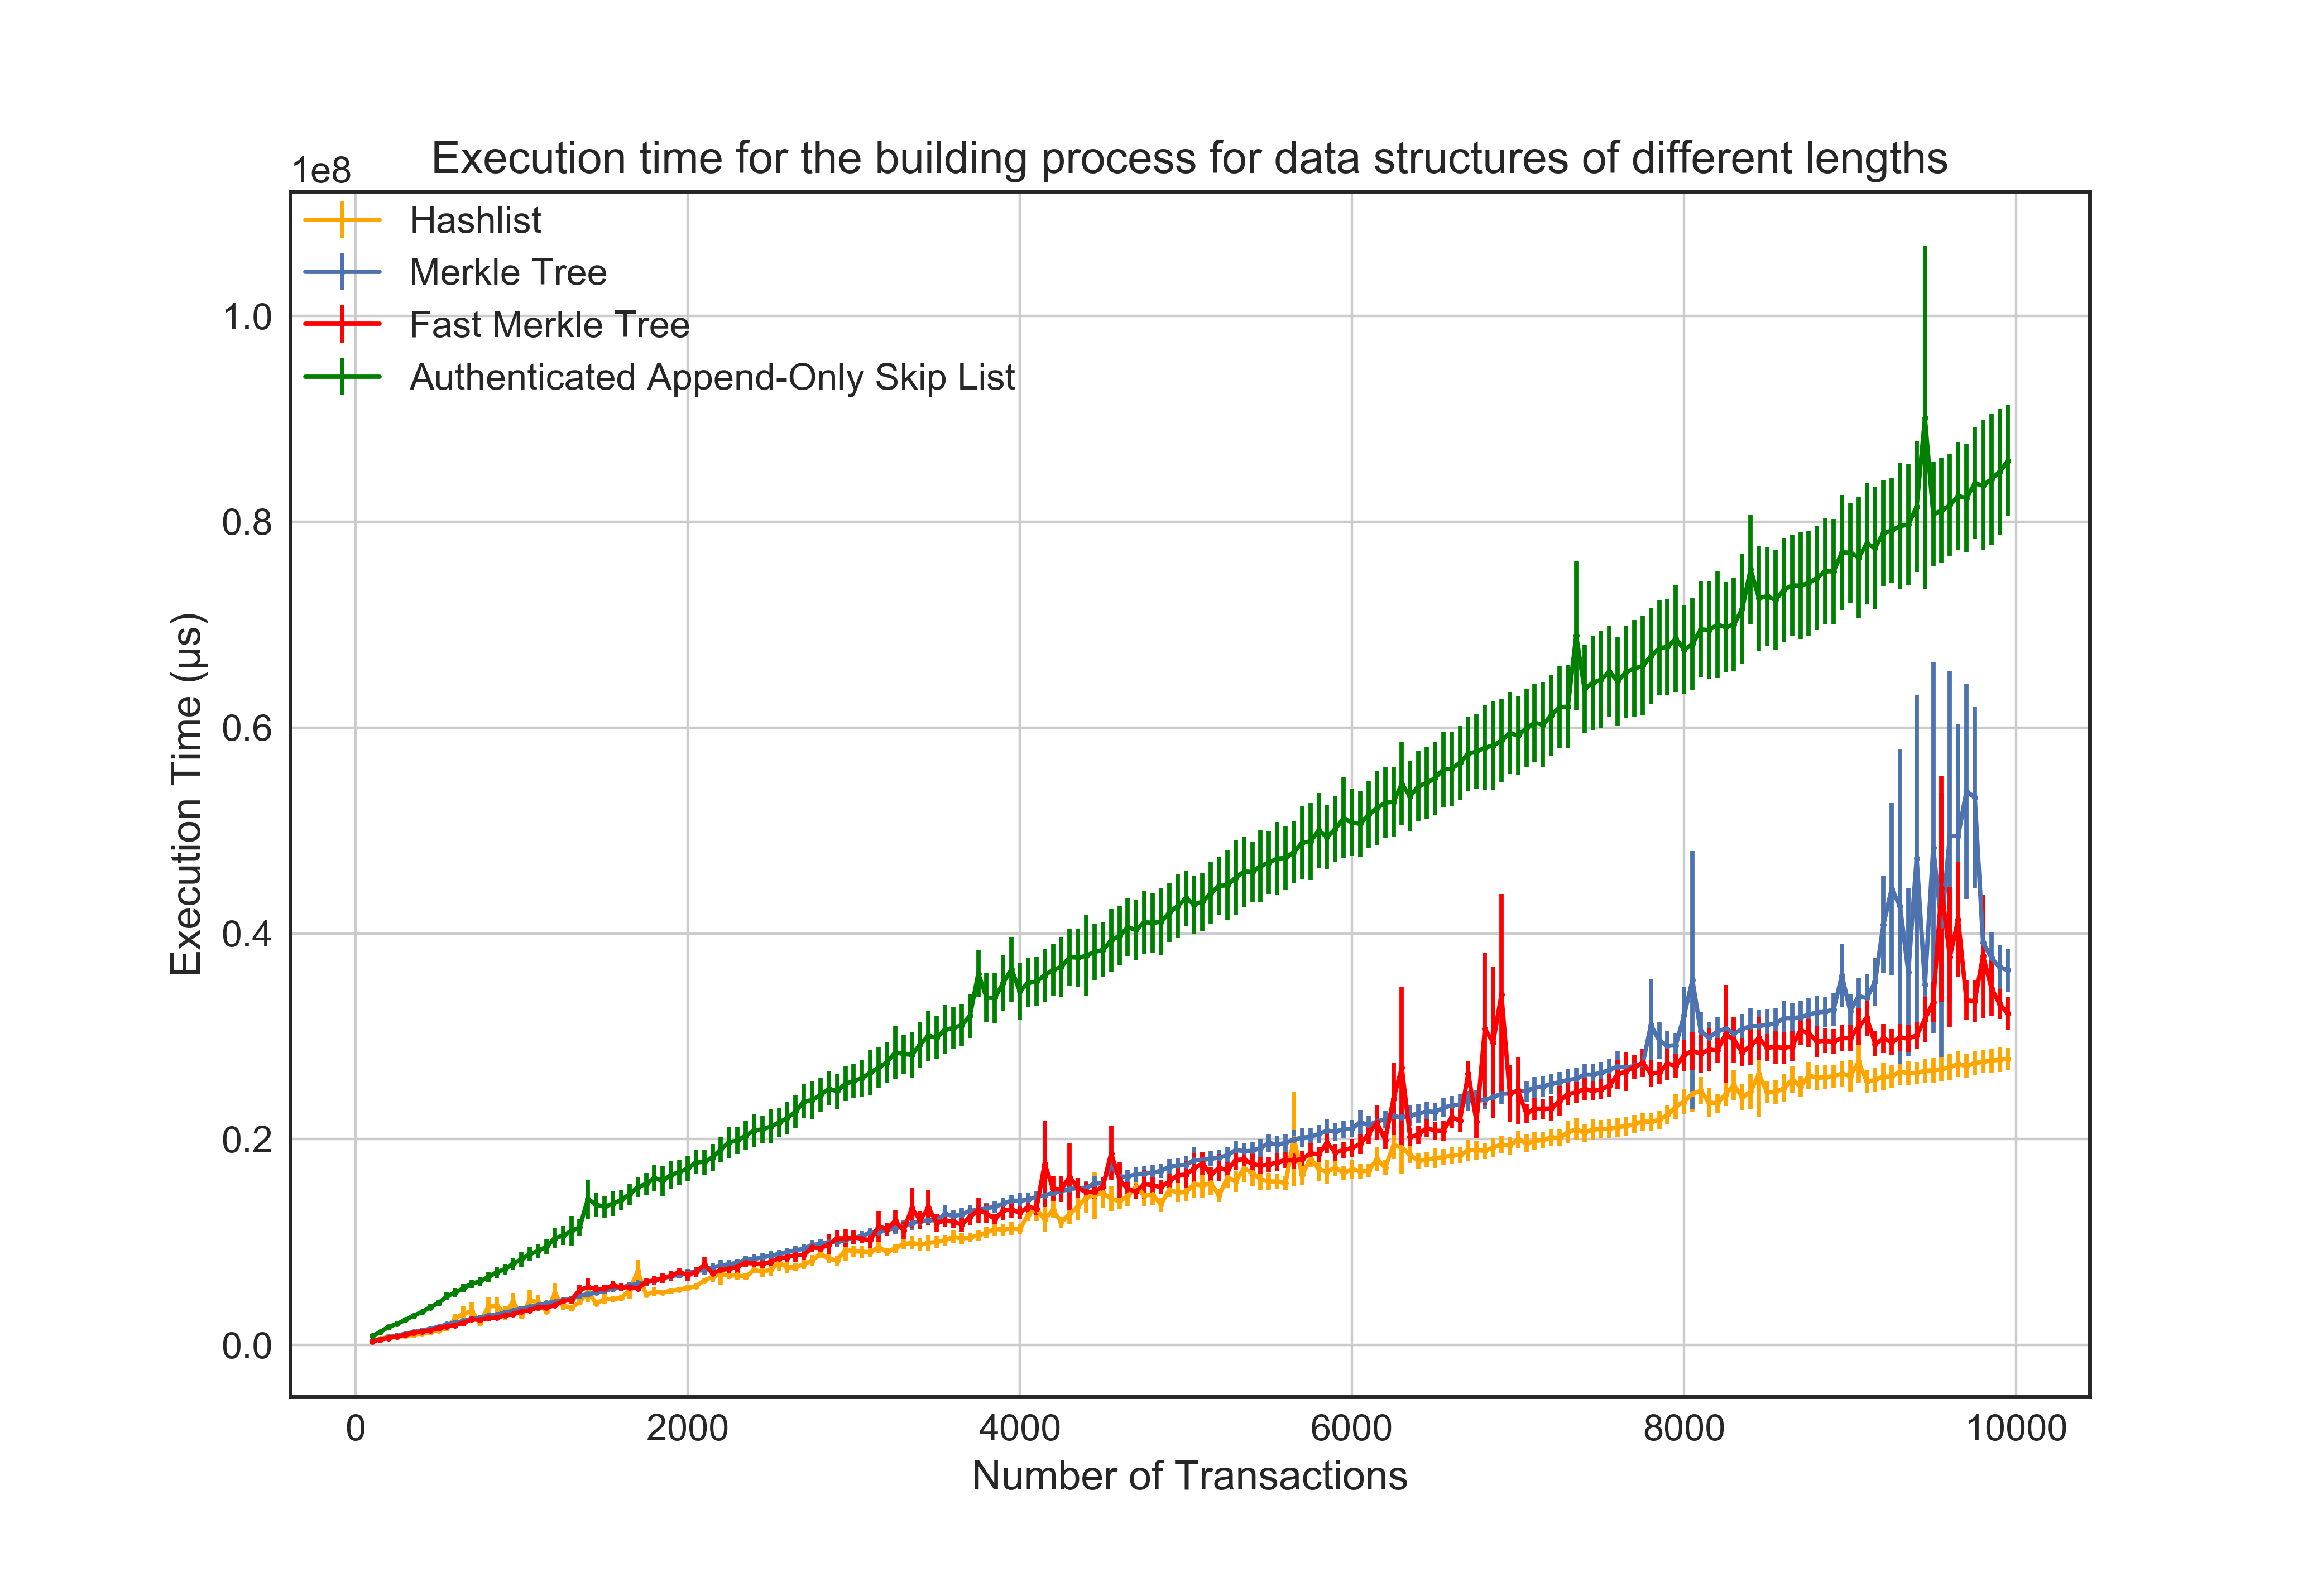 Execution time for the building process for data structures of different lengths
1e8
Hashlist
Merkle Tree
Fast Merkle Tree
Authenticated Append-Only Skip List
1.0
0.8
0.6
0.4
0.2
0.0
Execution Time (µs)
0 2000 4000 6000 8000 10000
Number of Transactions